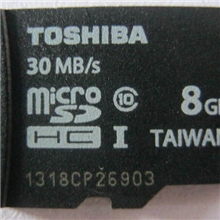 TOSHIBA
30 MB/s
micro SD HC I ⑩ 8G
TAIWAN
1318CP26903